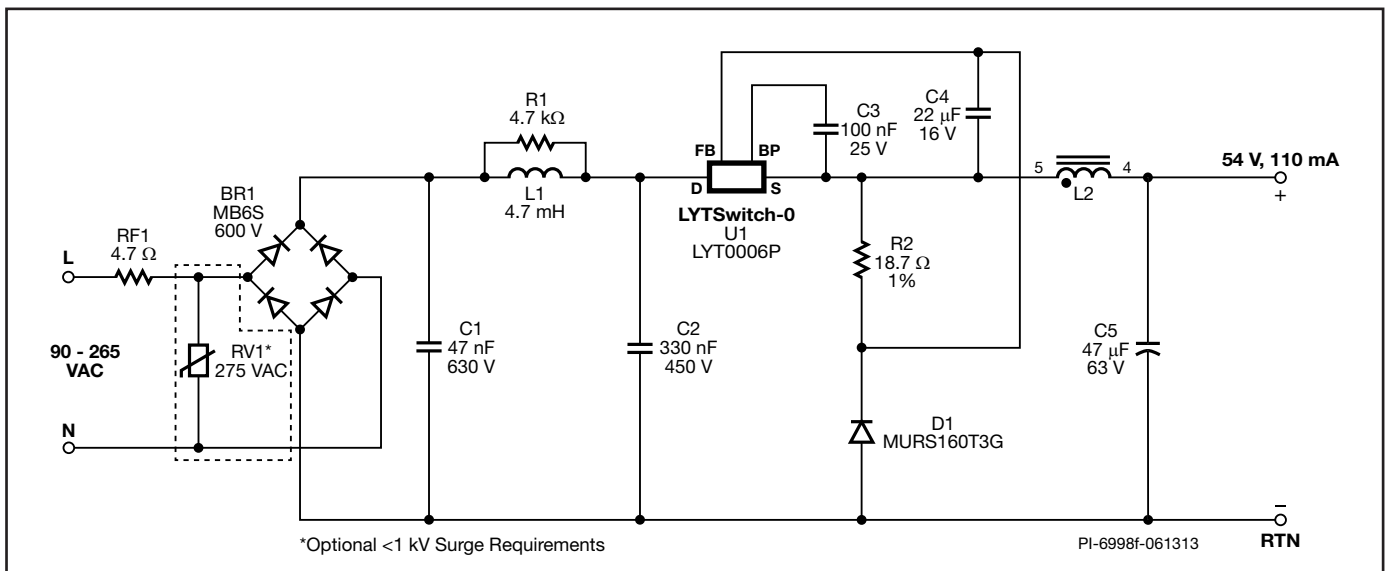 R1
4.7 kΩ
L1
4.7 mH
BR1
MB6S
600 V
RF1
4.7 Ω
L
90 - 265
VAC
N
RV1*
275 VAC
C1
47 nF
630 V
C2
330 nF
450 V
FB
BP
D
S
LYTSwitch-0
U1
LYT0006P
C3
100 nF
25 V
C4
22 μF
16 V
R2
18.7 Ω
1%
D1
MURS160T3G
5
4
L2
54 V, 110 mA
+
C5
47 μF
63 V
–
RTN
*Optional <1 kV Surge Requirements
PI-6998f-061313